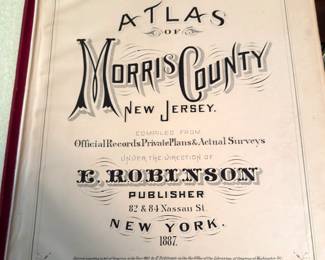 ATLAS
OF
MORRIS COUNTY
NEW JERSEY.
COMPILED FROM
Official Records, Private Plans & Actual Surveys
UNDER THE DIRECTION OF
E. ROBINSON
PUBLISHER
82 & 84 Nassau St.
NEW YORK.
1887.